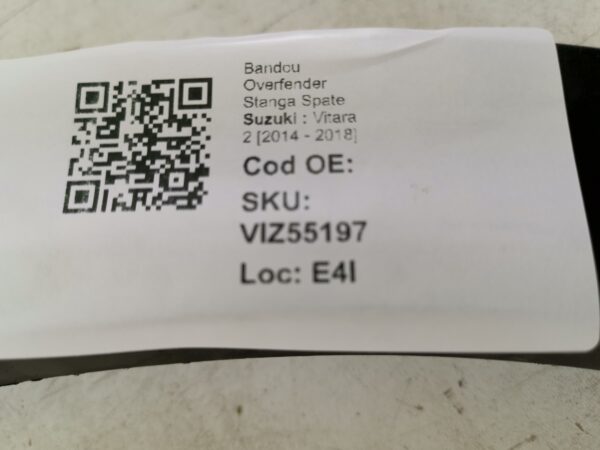 Bandou
Overfender
Stanga Spate
Suzuki : Vitara
2 [2014 - 2018]
Cod OE:
SKU:
VIZ55197
Loc: E4I